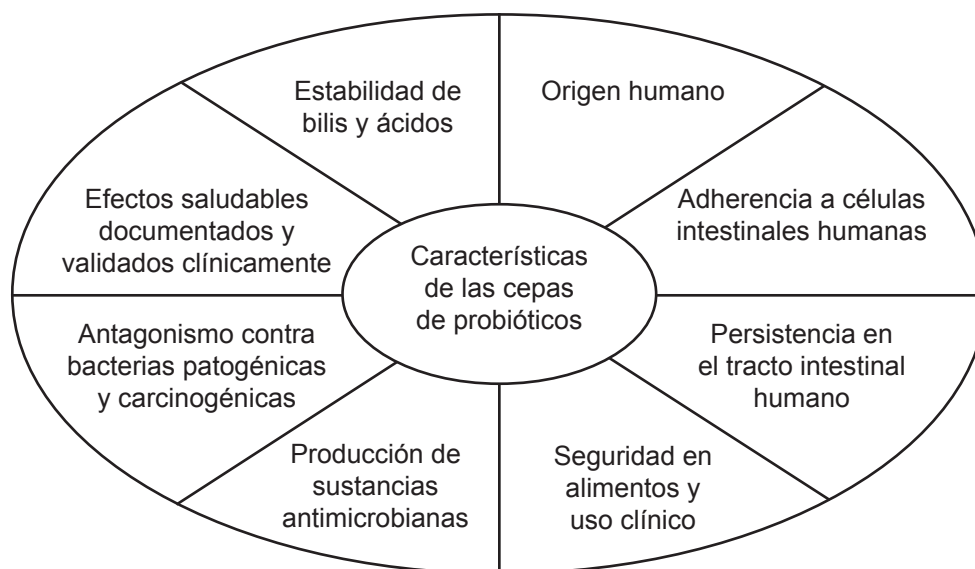 Estabilidad de
bilis y ácidos
Origen humano
Adherencia a células
intestinales humanas
Persistencia en
el tracto intestinal
humano
Seguridad en
alimentos y
uso clínico
Producción de
sustancias
antimicrobianas
Antagonismo contra
bacterias patogénicas
y carcinogénicas
Efectos saludables
documentados y
validados clínicamente
Características
de las cepas
de probióticos